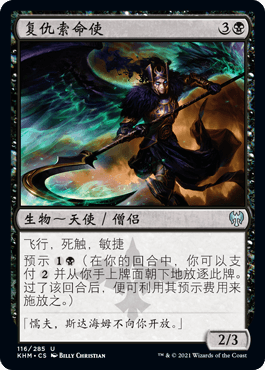 复仇索命使 3
生物～天使 / 僧侣
飞行，死触，敏捷
预示 1（在你的回合中，你可以
支付 2 并从你手上牌面朝下地放逐此牌。
过了该回合后，便可利用其预示费用来
施放之。）
「懦夫，斯达海姆不向你开放。」
2/3
116/285 U
KHM • CS BILLY CHRISTIAN
™ & © 2021 Wizards of the Coast